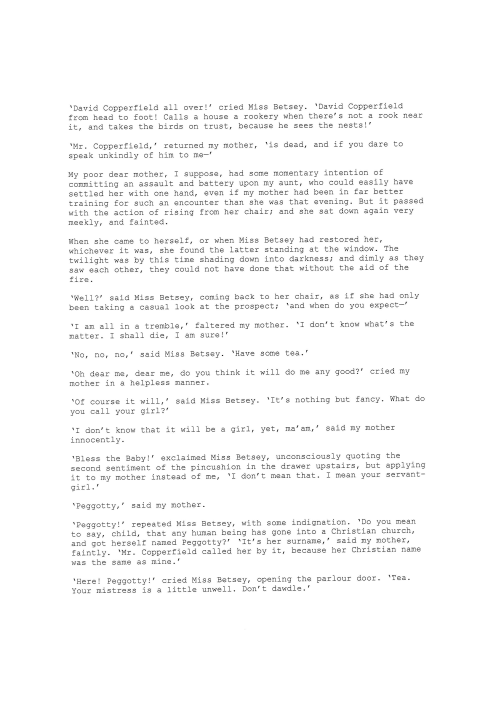 ‘David Copperfield all over!’ cried Miss Betsey. ‘David Copperfield
from head to foot! Calls a house a rookery when there’s not a rook near
it, and takes the birds on trust, because he sees the nests!’
‘Mr. Copperfield,’ returned my mother, ‘is dead, and if you dare to
speak unkindly of him to me—’
My poor dear mother, I suppose, had some momentary intention of
committing an assault and battery upon my aunt, who could easily have
settled her with one hand, even if my mother had been in far better
training for such an encounter than she was that evening. But it passed
with the action of rising from her chair; and she sat down again very
meekly, and fainted.
When she came to herself, or when Miss Betsey had restored her,
whichever it was, she found the latter standing at the window. The
twilight was by this time shading down into darkness; and dimly as they
saw each other, they could not have done that without the aid of the
fire.
‘Well?’ said Miss Betsey, coming back to her chair, as if she had only
been taking a casual look at the prospect; ‘and when do you expect—’
‘I am all in a tremble,’ faltered my mother. ‘I don’t know what’s the
matter. I shall die, I am sure!’
‘No, no, no,’ said Miss Betsey. ‘Have some tea.’
‘Oh dear me, dear me, do you think it will do me any good?’ cried my
mother in a helpless manner.
‘Of course it will,’ said Miss Betsey. ‘It’s nothing but fancy. What do
you call your girl?’
‘I don’t know that it will be a girl, yet, ma’am,’ said my mother
innocently.
‘Bless the Baby!’ exclaimed Miss Betsey, unconsciously quoting the
second sentiment of the pincushion in the drawer upstairs, but applying
it to my mother instead of me, ‘I don’t mean that. I mean your servant-
girl.’
‘Peggotty,’ said my mother.
‘Peggotty!’ repeated Miss Betsey, with some indignation. ‘Do you mean
to say, child, that any human being has gone into a Christian church,
and got herself named Peggotty?’ ‘It’s her surname,’ said my mother,
faintly. ‘Mr. Copperfield called her by it, because her Christian name
was the same as mine.’
‘Here! Peggotty!’ cried Miss Betsey, opening the parlour door. ‘Tea.
Your mistress is a little unwell. Don’t dawdle.’